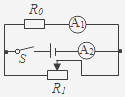 R₀ A₁
S A₂
R₁